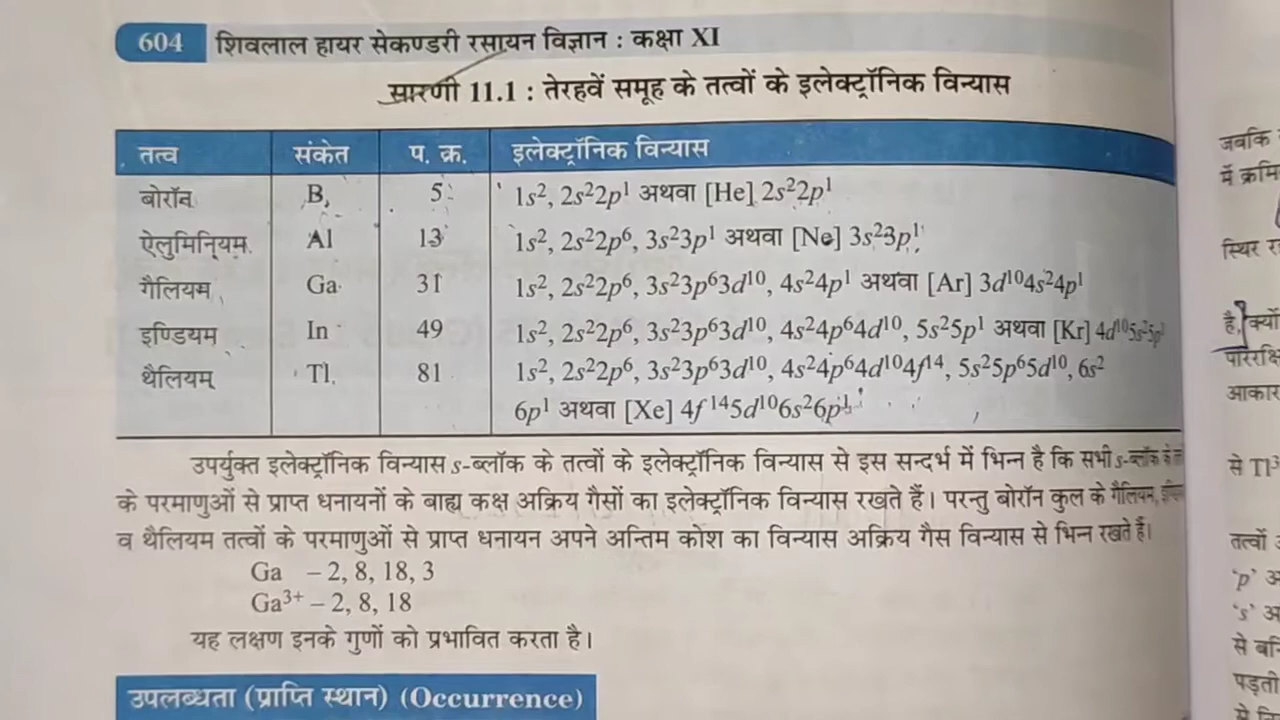 604 शिवलाल हायर सेकण्डरी रसायन विज्ञान : कक्षा XI
सारणी 11.1 : तेरहवें समूह के तत्वों के इलेक्ट्रॉनिक विन्यास
तत्व संकेत प. क्र. इलेक्ट्रॉनिक विन्यास
बोरॉन B 5 1s², 2s²2p¹ अथवा [He] 2s²2p¹
ऐलुमिनियम Al 13 1s², 2s²2p⁶, 3s²3p¹ अथवा [Ne] 3s²3p¹
गैलियम Ga 31 1s², 2s²2p⁶, 3s²3p⁶3d¹⁰, 4s²4p¹ अथवा [Ar] 3d¹⁰4s²4p¹
इण्डियम In 49 1s², 2s²2p⁶, 3s²3p⁶3d¹⁰, 4s²4p⁶4d¹⁰, 5s²5p¹ अथवा [Kr] 4d¹⁰5s²5p¹
थैलियम Tl 81 1s², 2s²2p⁶, 3s²3p⁶3d¹⁰, 4s²4p⁶4d¹⁰4f¹⁴, 5s²5p⁶5d¹⁰, 6s²
6p¹ अथवा [Xe] 4f¹⁴5d¹⁰6s²6p¹
उपर्युक्त इलेक्ट्रॉनिक विन्यास s-ब्लॉक के तत्वों के इलेक्ट्रॉनिक विन्यास से इस सन्दर्भ में भिन्न है कि सभी s-ब्लॉक
के परमाणुओं से प्राप्त धनायनों के बाह्य कक्ष अक्रिय गैसों का इलेक्ट्रॉनिक विन्यास रखते हैं। परन्तु बोरॉन कुल के गैलियम,
व थैलियम तत्वों के परमाणुओं से प्राप्त धनायन अपने अन्तिम कोश का विन्यास अक्रिय गैस विन्यास से भिन्न रखते हैं।
Ga – 2, 8, 18, 3
Ga³⁺ – 2, 8, 18
यह लक्षण इनके गुणों को प्रभावित करता है।
उपलब्धता (प्राप्ति स्थान) (Occurrence)
जबकि
में
स्थिर
है, क्यों
आकार
से Tl³
तत्वों
'p'
's'
से
पड़ती